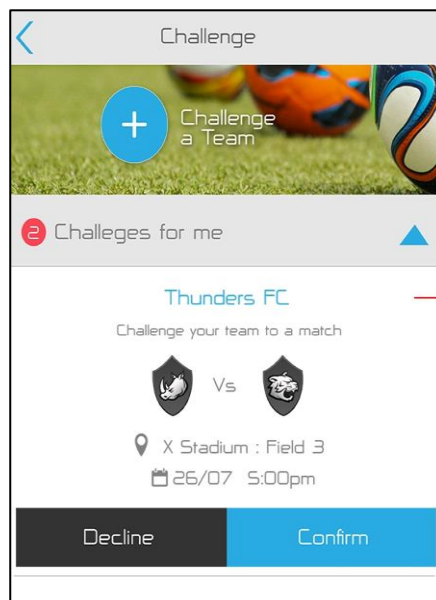 Challenge
+
Challenge
a Team
2 Challeges for me
Thunders FC
Challenge your team to a match
Vs
X Stadium : Field 3
26/07 5:00pm
Decline Confirm